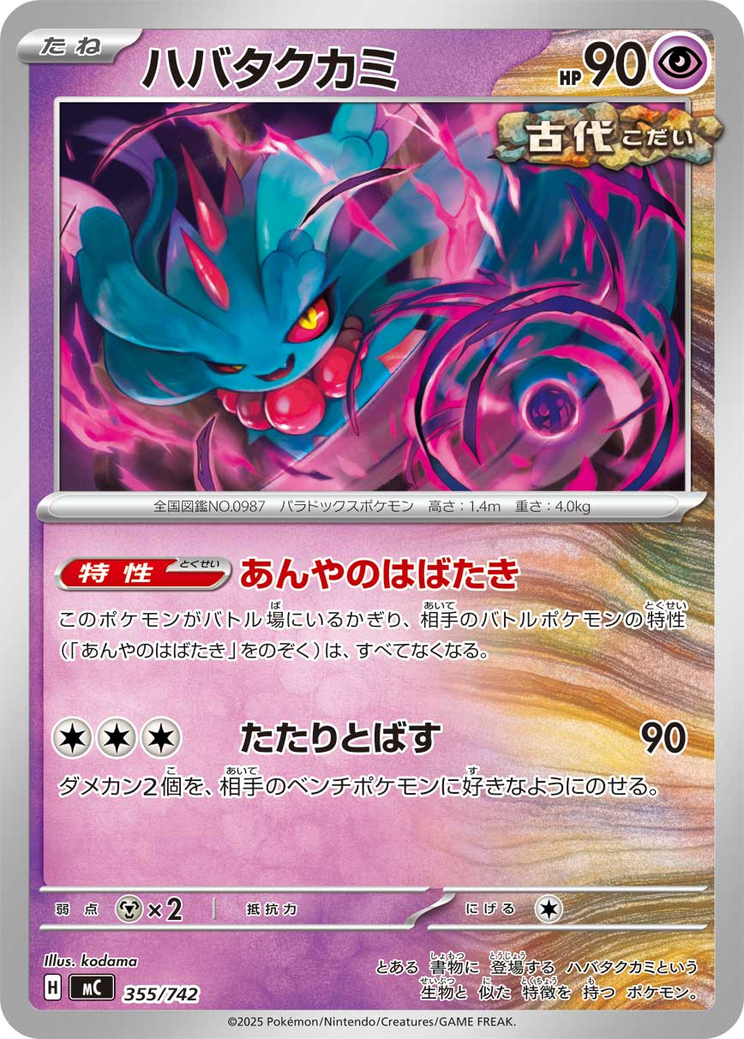 たね ハバタクカミ HP90
古代 こだい
全国図鑑NO.0987 パラドックスポケモン 高さ:1.4m 重さ:4.0kg
特性 とくせい あんやのはばたき
このポケモンがバトル場にいるかぎり、相手のバトルポケモンの特性
(「あんやのはばたき」をのぞく)は、すべてなくなる。
たたりとばす 90
ダメカン2個を、相手のベンチポケモンに好きなようにのせる。
弱点 ×2 抵抗力 にげる
Illus. kodama
とある 書物に 登場する ハバタクカミという
生物と 似た 特徴を 持つ ポケモン。
H MC 355/742
©2025 Pokémon/Nintendo/Creatures/GAME FREAK.